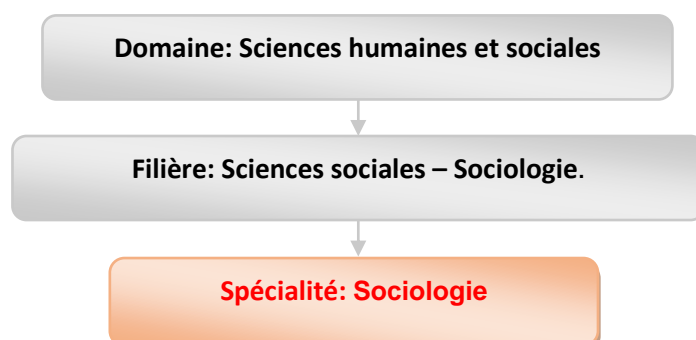 Domaine: Sciences humaines et sociales
Filière: Sciences sociales – Sociologie.
Spécialité: Sociologie